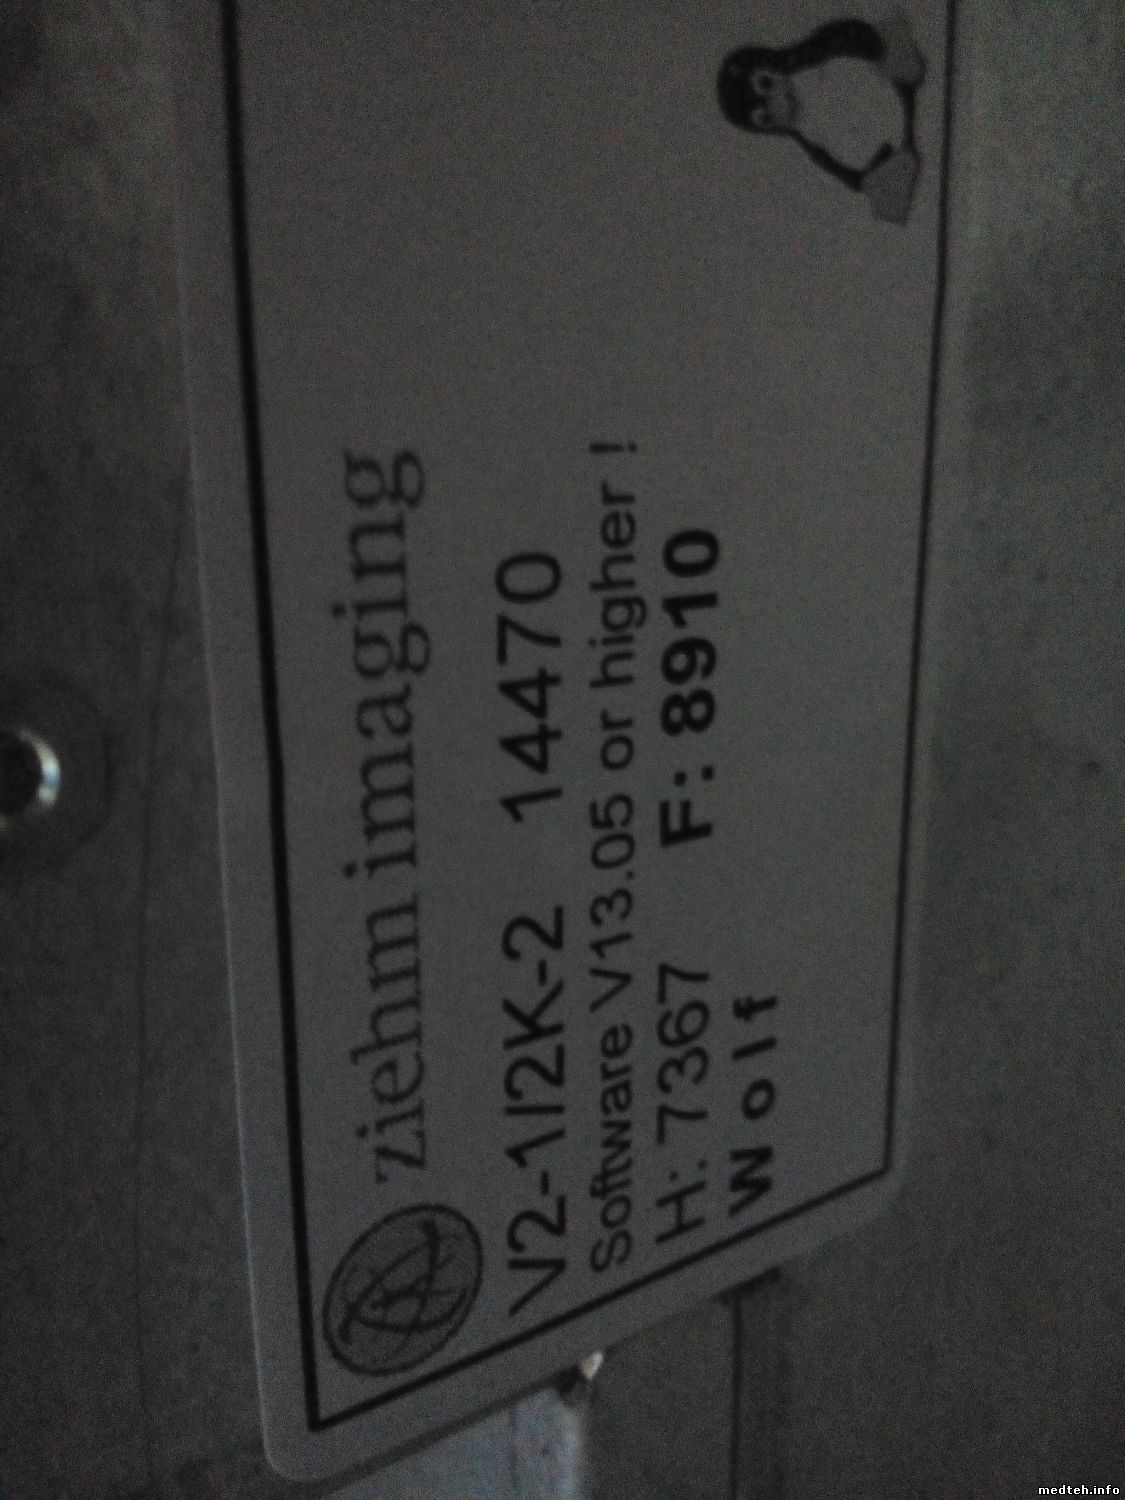 ziehm imaging
V2-1/2K-2 14470
Software V13.05 or higher !
H: 7367 F: 8910
Wolf
medteh.info